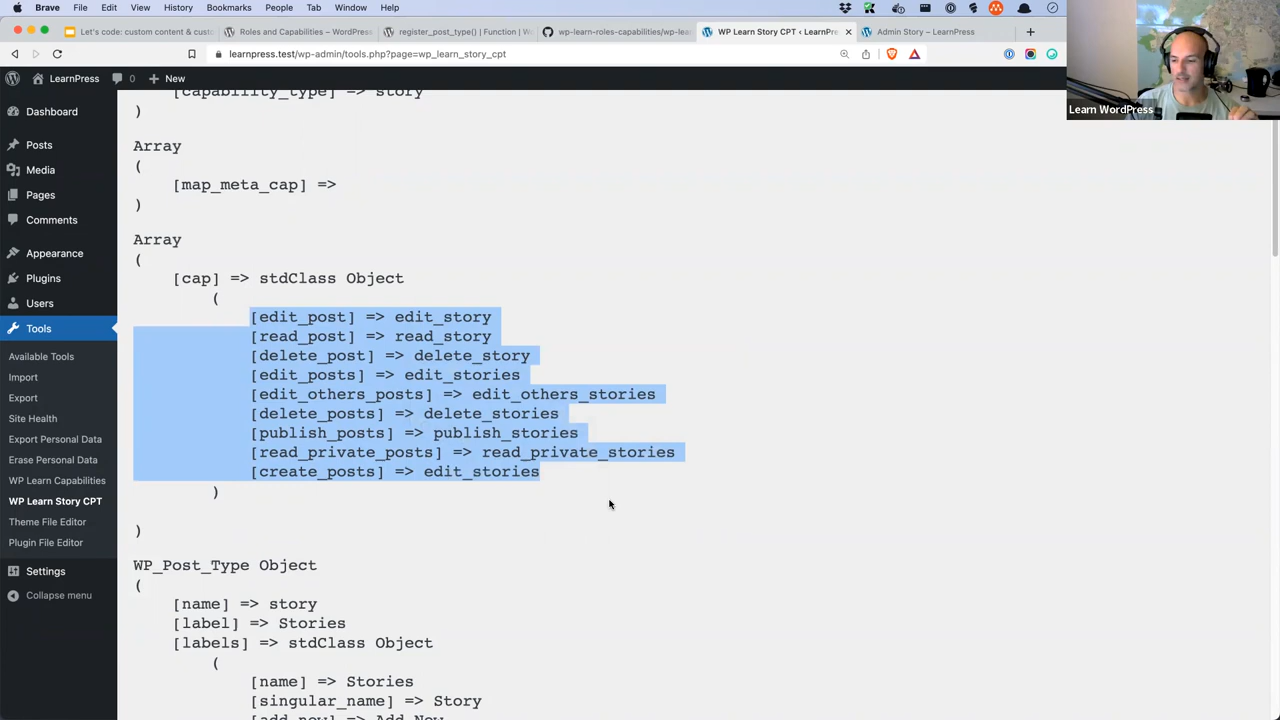 Brave File Edit View History Bookmarks People Tab Window Help
Let's code: custom content & cust
Roles and Capabilities – WordPres
register_post_type() | Function | W
wp-learn-roles-capabilities/wp-lea
WP Learn Story CPT ‹ LearnPre
Admin Story – LearnPress
learnpress.test/wp-admin/tools.php?page=wp_learn_story_cpt
LearnPress 0 New
Learn WordPress
Dashboard
Posts
Media
Pages
Comments
Appearance
Plugins
Users
Tools
Available Tools
Import
Export
Site Health
Export Personal Data
Erase Personal Data
WP Learn Capabilities
WP Learn Story CPT
Theme File Editor
Plugin File Editor
Settings
Collapse menu
[capability_type] => story
)
Array
(
[map_meta_cap] =>
)
Array
(
[cap] => stdClass Object
(
[edit_post] => edit_story
[read_post] => read_story
[delete_post] => delete_story
[edit_posts] => edit_stories
[edit_others_posts] => edit_others_stories
[delete_posts] => delete_stories
[publish_posts] => publish_stories
[read_private_posts] => read_private_stories
[create_posts] => edit_stories
)
)
WP_Post_Type Object
(
[name] => story
[label] => Stories
[labels] => stdClass Object
(
[name] => Stories
[singular_name] => Story
[add_new] => Add New